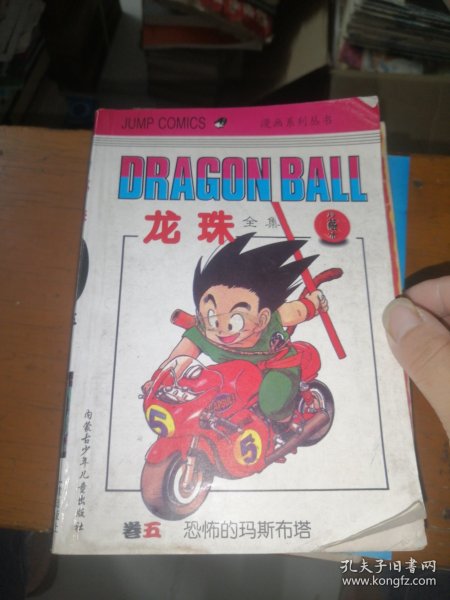 JUMP COMICS 漫画系列丛书
DRAGON BALL
龙珠 全集
卷五 恐怖的玛斯布塔
内蒙古少年儿童出版社
5
5
孔夫子旧书网
www.kongfz.com